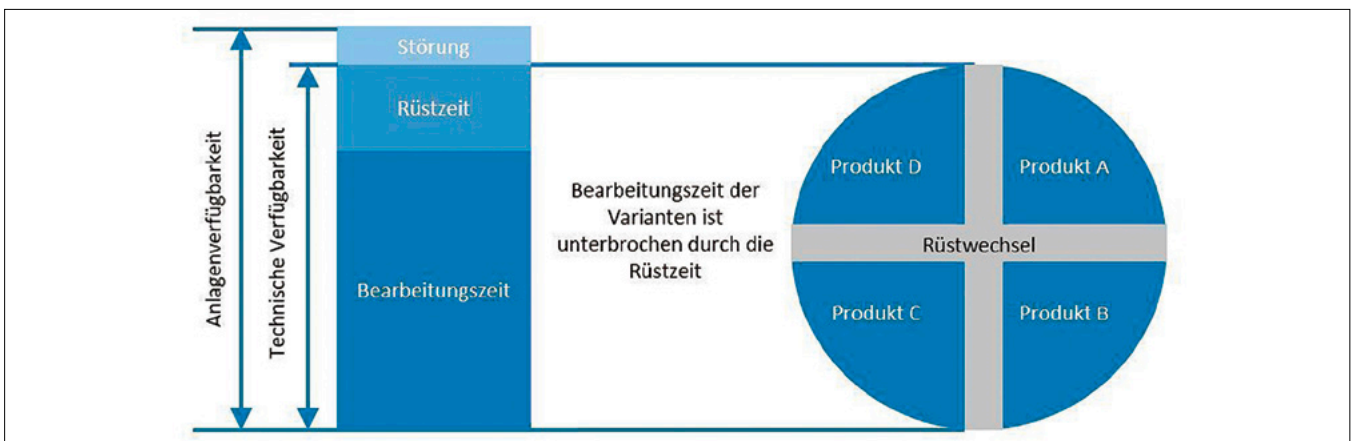 Anlagenverfügbarkeit
Technische Verfügbarkeit
Störung
Rüstzeit
Bearbeitungszeit
Bearbeitungszeit der
Varianten ist
unterbrochen durch die
Rüstzeit
Produkt D
Produkt A
Rüstwechsel
Produkt C
Produkt B